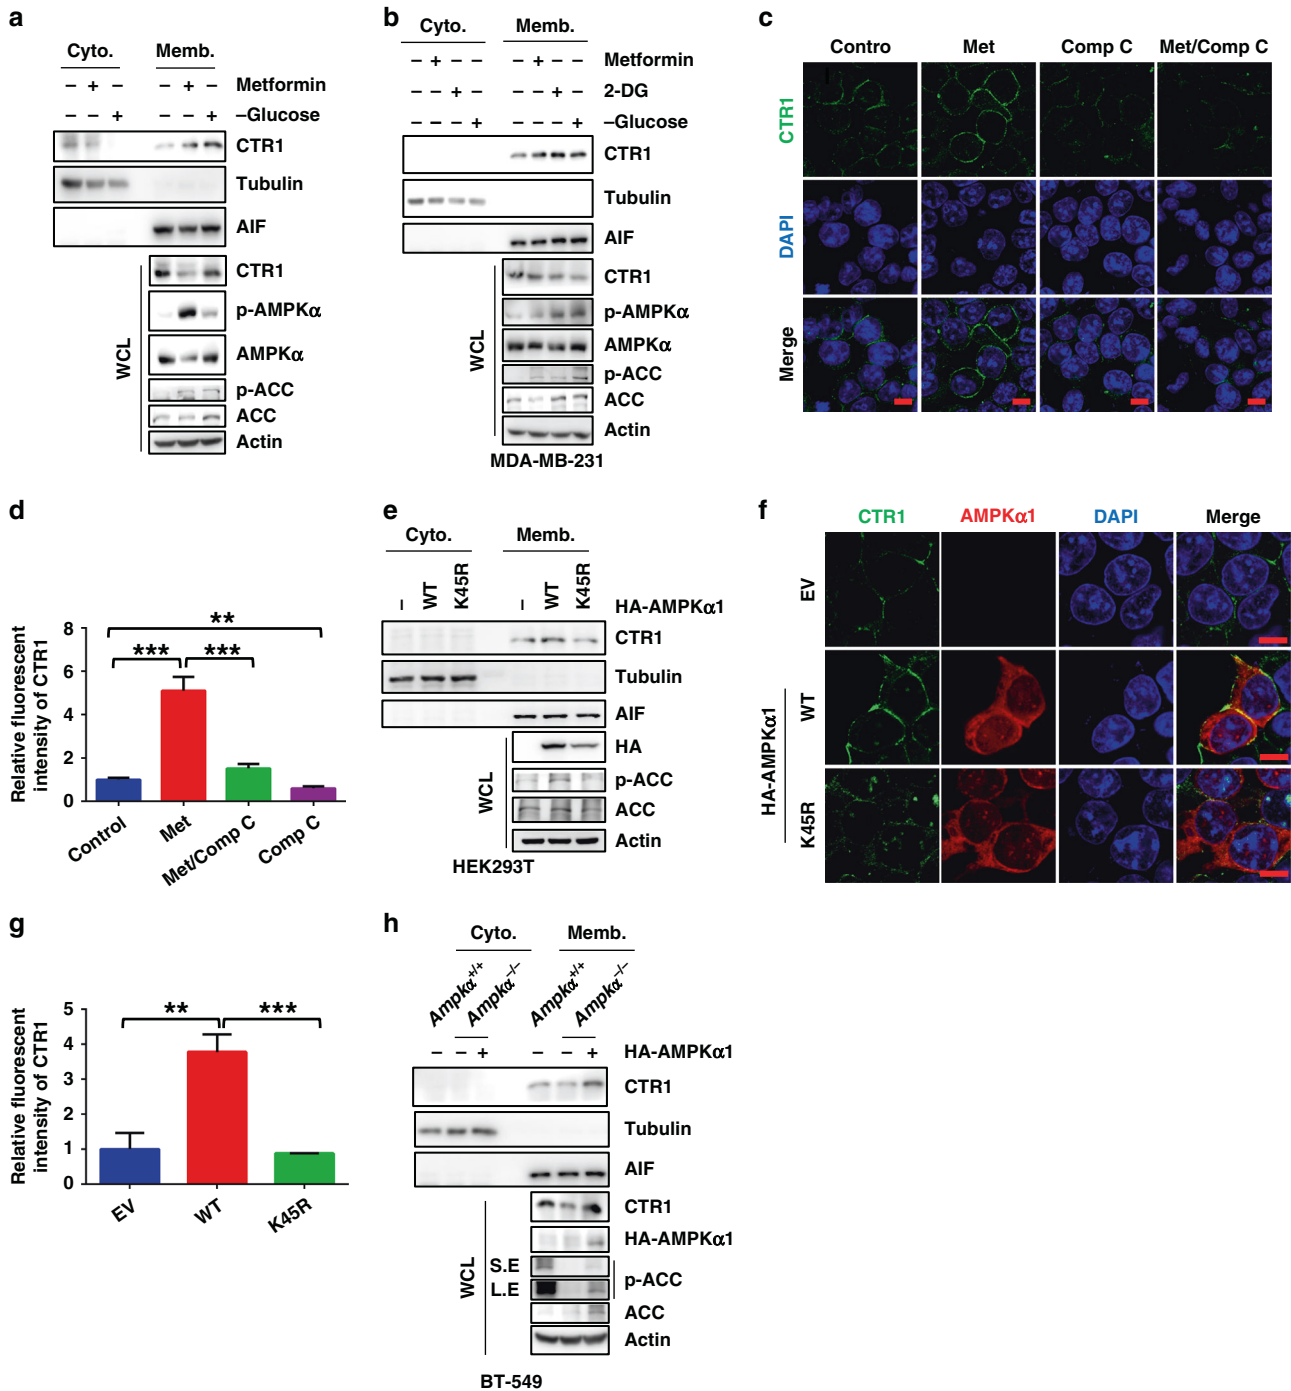 a
Cyto. Memb.
– + – – + – Metformin
– – + – – + –Glucose
CTR1
Tubulin
AIF
WCL
CTR1
p-AMPKα
AMPKα
p-ACC
ACC
Actin
b
Cyto. Memb.
– + – – – + – – Metformin
– – + – – – + – 2-DG
– – – + – – – + –Glucose
CTR1
Tubulin
AIF
WCL
CTR1
p-AMPKα
AMPKα
p-ACC
ACC
Actin
MDA-MB-231
c
Contro Met Comp C Met/Comp C
CTR1
DAPI
Merge
d
Relative fluorescent
intensity of CTR1
8
6
4
2
0
**
*** ***
Control Met Met/Comp C Comp C
e
Cyto. Memb.
– WT K45R – WT K45R HA-AMPKα1
CTR1
Tubulin
AIF
WCL
HA
p-ACC
ACC
Actin
HEK293T
f
CTR1 AMPKα1 DAPI Merge
EV
HA-AMPKα1
WT
K45R
g
Relative fluorescent
intensity of CTR1
5
4
3
2
1
0
** ***
EV WT K45R
h
Cyto. Memb.
Ampkα+/+ Ampkα–/– Ampkα+/+ Ampkα–/–
– – + – – + HA-AMPKα1
CTR1
Tubulin
AIF
WCL
CTR1
HA-AMPKα1
S.E
L.E
p-ACC
ACC
Actin
BT-549